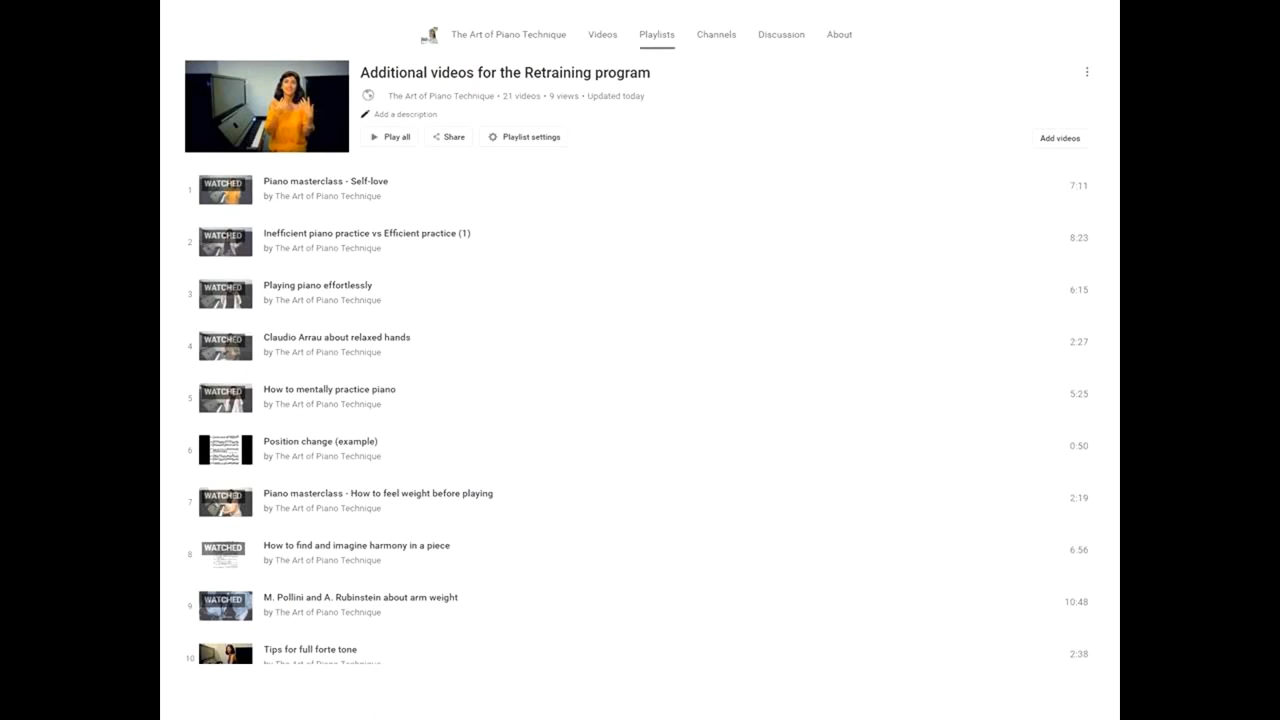 The Art of Piano Technique Videos Playlists Channels Discussion About
Additional videos for the Retraining program
The Art of Piano Technique • 21 videos • 9 views • Updated today
Add a description
Play all Share Playlist settings Add videos
1 WATCHED Piano masterclass - Self-love 7:11
by The Art of Piano Technique
2 WATCHED Inefficient piano practice vs Efficient practice (1) 8:23
by The Art of Piano Technique
3 WATCHED Playing piano effortlessly 6:15
by The Art of Piano Technique
4 WATCHED Claudio Arrau about relaxed hands 2:27
by The Art of Piano Technique
5 WATCHED How to mentally practice piano 5:25
by The Art of Piano Technique
6 Position change (example) 0:50
by The Art of Piano Technique
7 WATCHED Piano masterclass - How to feel weight before playing 2:19
by The Art of Piano Technique
8 WATCHED How to find and imagine harmony in a piece 6:56
by The Art of Piano Technique
9 WATCHED M. Pollini and A. Rubinstein about arm weight 10:48
by The Art of Piano Technique
10 Tips for full forte tone 2:38
by The Art of Piano Technique